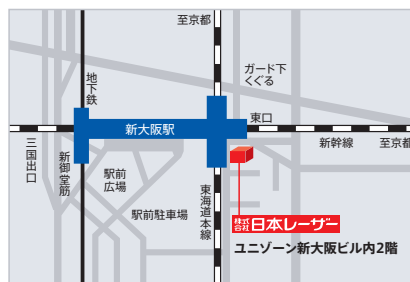 至京都
ガード下
くぐる
地下鉄
新大阪駅
東口
新幹線
至京都
三国出口
新御堂筋
駅前
広場
駅前駐車場
東海道本線
株式
会社
日本レーザー
ユニゾーン新大阪ビル内2階